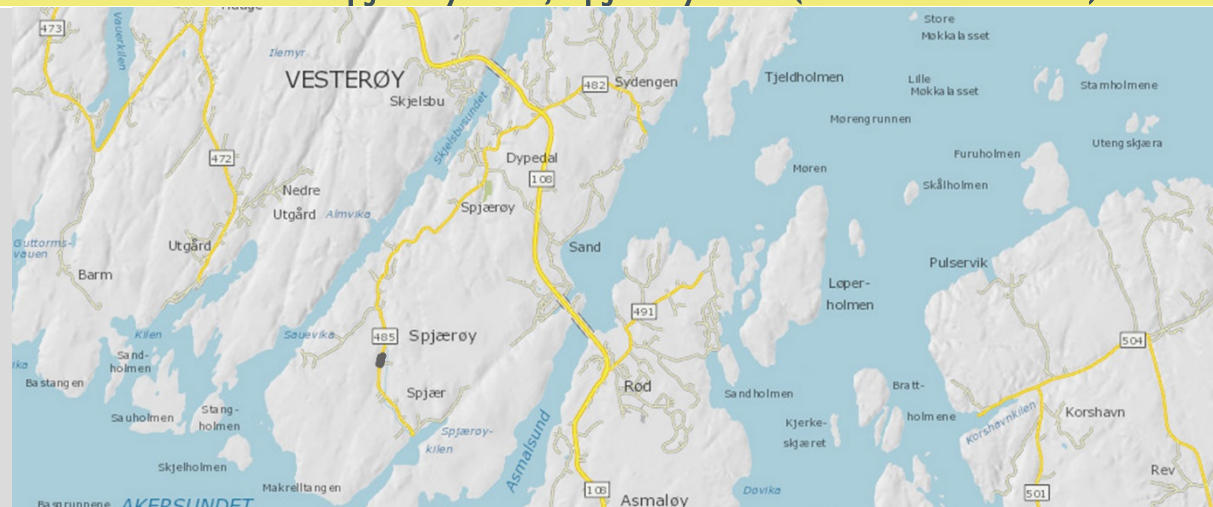 473
Vauerkilen
Ilemyr
VESTERØY
Skjelsbu
Skjelsbusundet
482
Sydengen
Tjeldholmen
Store
Møkkalasset
Lille
Møkkalasset
Stamholmene
Mørengrunnen
Utengskjæra
472
Dypedal
108
Møren
Furuholmen
Skålholmen
Nedre
Utgård
Almvika
Spjærøy
Guttorms-
vauen
Utgård
Sand
Barm
Pulservik
Løper-
holmen
491
Kilen
Sauevika
485
Spjærøy
504
Sand-
holmen
ika
Bastangen
Spjær
Rød
Sandholmen
Bratt-
holmene
Sauholmen
Stang-
holmen
Kjerke-
skjæret
Korshavnkilen
Korshavn
Spjærøy-
kilen
Asmalsund
Skjelholmen
Rev
Makrelltangen
108
Døvika
501
AKERSUNDET
Asmaløy